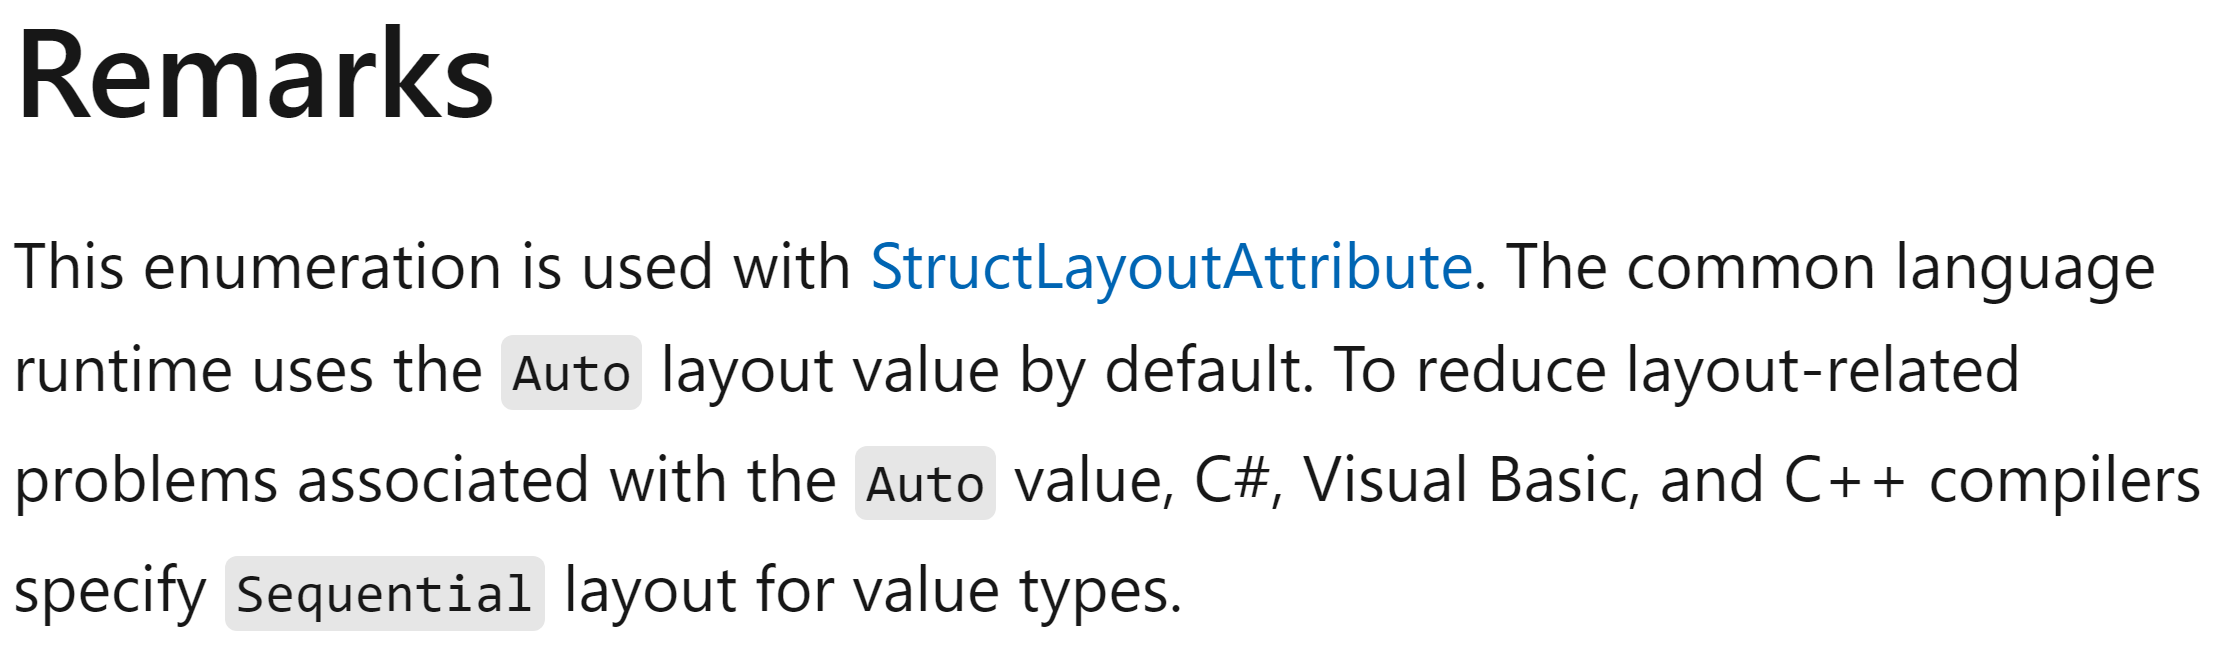 Remarks
This enumeration is used with StructLayoutAttribute. The common language
runtime uses the Auto layout value by default. To reduce layout-related
problems associated with the Auto value, C#, Visual Basic, and C++ compilers
specify Sequential layout for value types.